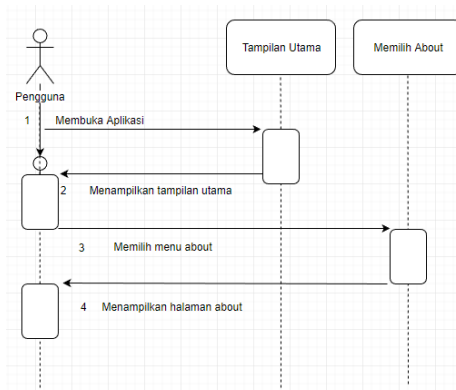 Tampilan Utama
Memilih About
Pengguna
1 Membuka Aplikasi
2 Menampilkan tampilan utama
3 Memilih menu about
4 Menampilkan halaman about